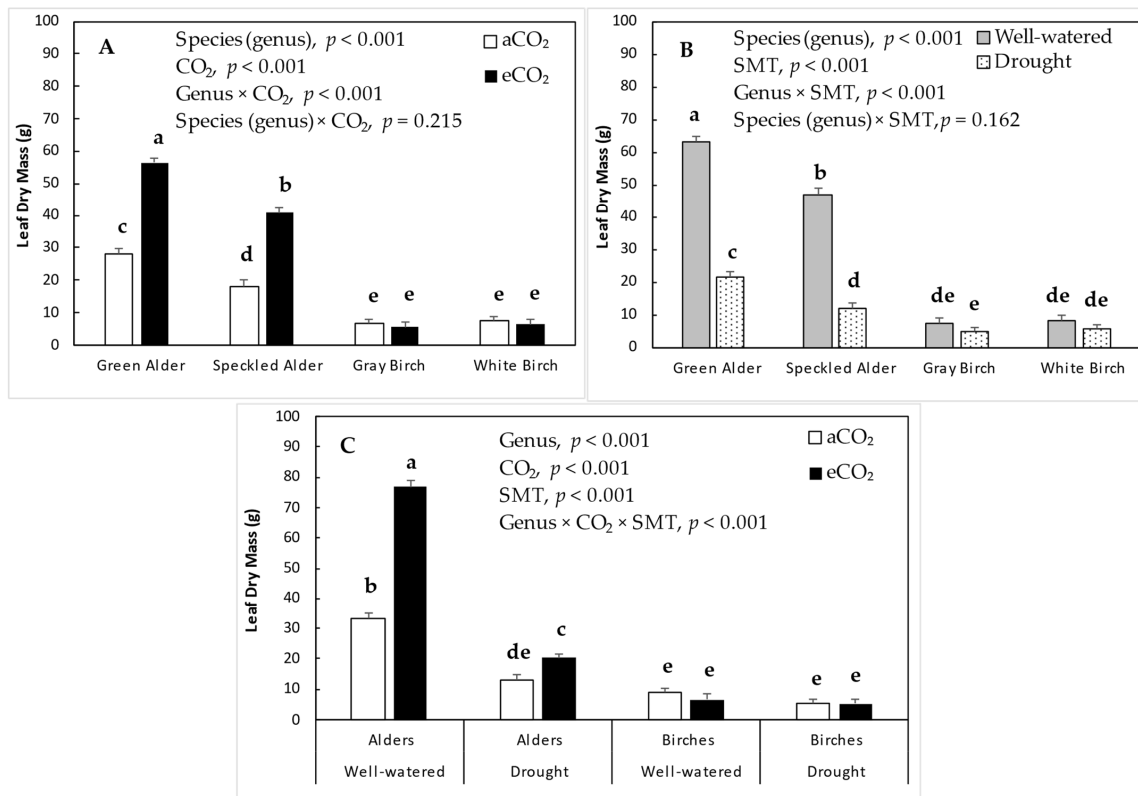 A
Species (genus), p < 0.001
CO₂, p < 0.001
Genus × CO₂, p < 0.001
Species (genus) × CO₂, p = 0.215
aCO₂
eCO₂
Leaf Dry Mass (g)
100
90
80
70
60
50
40
30
20
10
0
c
a
d
b
e
e
e
e
Green Alder
Speckled Alder
Gray Birch
White Birch
B
Species (genus), p < 0.001
SMT, p < 0.001
Genus × SMT, p < 0.001
Species (genus) × SMT, p = 0.162
Well-watered
Drought
Leaf Dry Mass (g)
100
90
80
70
60
50
40
30
20
10
0
a
c
b
d
de
e
de
de
Green Alder
Speckled Alder
Gray Birch
White Birch
C
Genus, p < 0.001
CO₂, p < 0.001
SMT, p < 0.001
Genus × CO₂ × SMT, p < 0.001
aCO₂
eCO₂
Leaf Dry Mass (g)
100
90
80
70
60
50
40
30
20
10
0
b
a
de
c
e
e
e
e
Alders
Alders
Birches
Birches
Well-watered
Drought
Well-watered
Drought